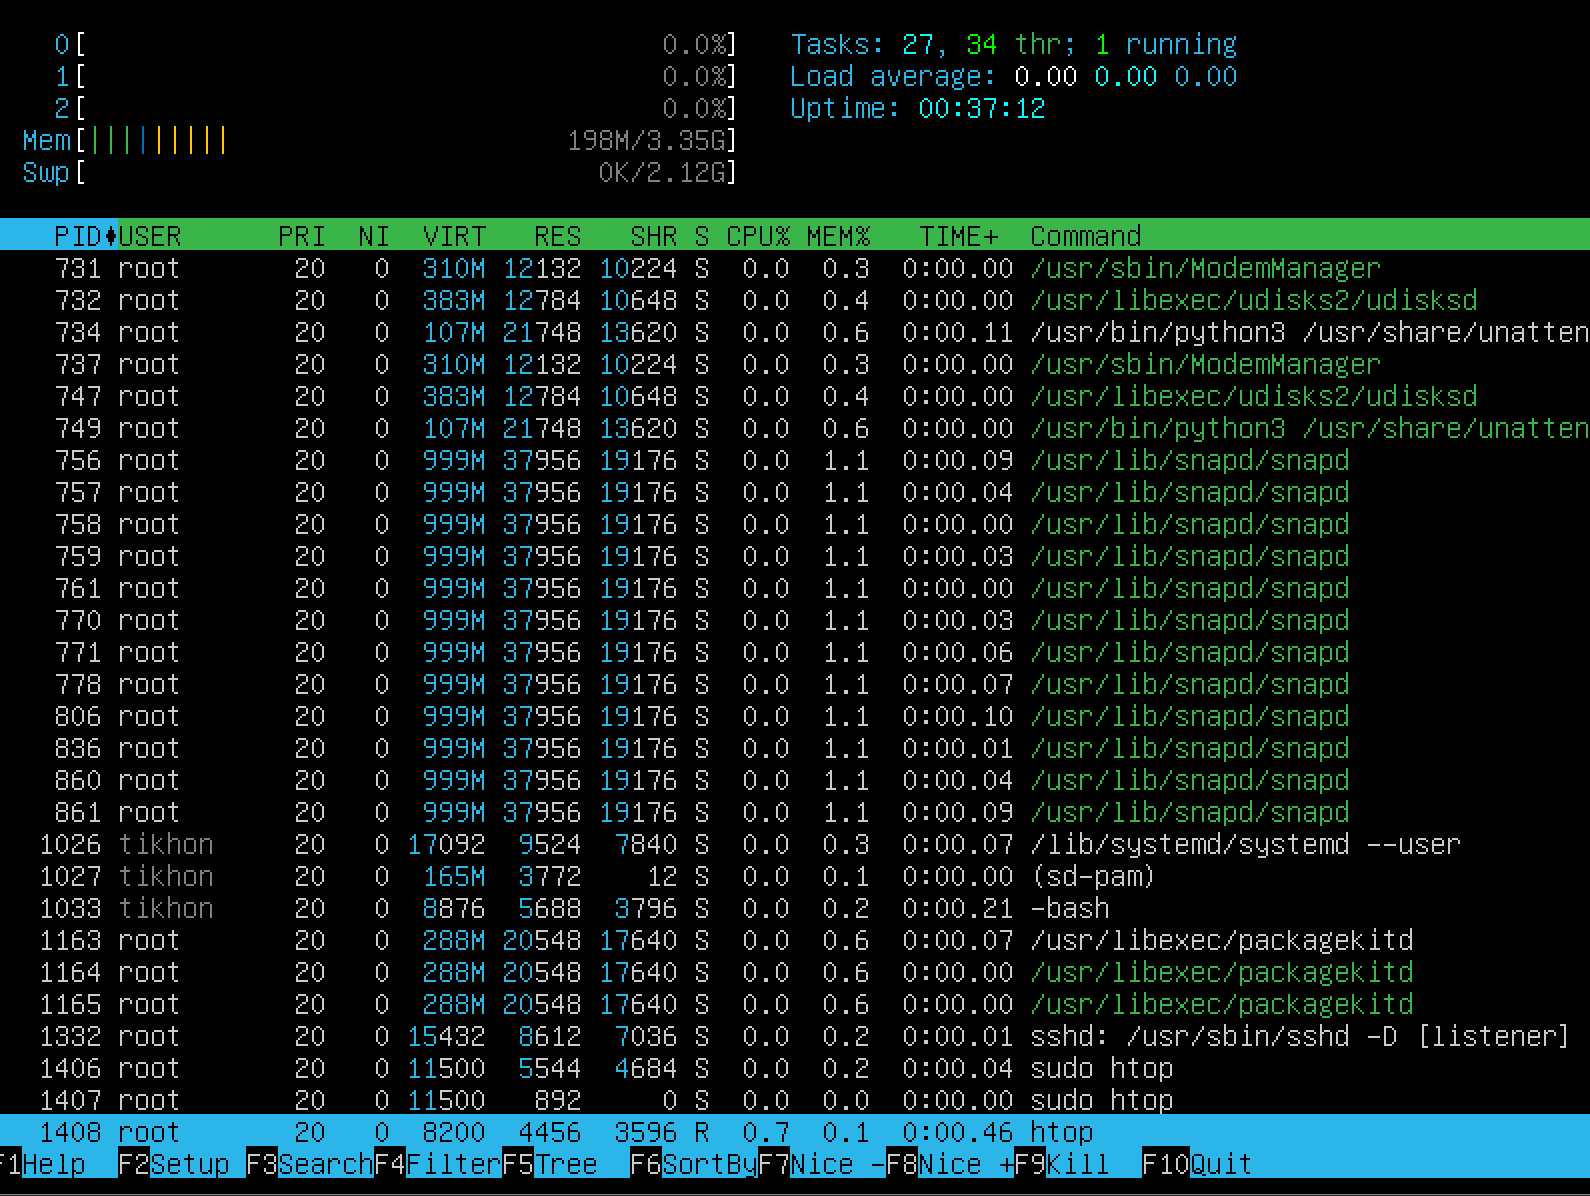 0[ 0.0%] Tasks: 27, 34 thr; 1 running
1[ 0.0%] Load average: 0.00 0.00 0.00
2[ 0.0%] Uptime: 00:37:12
Mem[||||||||| 198M/3.35G]
Swp[ 0K/2.12G]
PID♦USER PRI NI VIRT RES SHR S CPU% MEM% TIME+ Command
731 root 20 0 310M 12132 10224 S 0.0 0.3 0:00.00 /usr/sbin/ModemManager
732 root 20 0 383M 12784 10648 S 0.0 0.4 0:00.00 /usr/libexec/udisks2/udisksd
734 root 20 0 107M 21748 13620 S 0.0 0.6 0:00.11 /usr/bin/python3 /usr/share/unatten
737 root 20 0 310M 12132 10224 S 0.0 0.3 0:00.00 /usr/sbin/ModemManager
747 root 20 0 383M 12784 10648 S 0.0 0.4 0:00.00 /usr/libexec/udisks2/udisksd
749 root 20 0 107M 21748 13620 S 0.0 0.6 0:00.00 /usr/bin/python3 /usr/share/unatten
756 root 20 0 999M 37956 19176 S 0.0 1.1 0:00.09 /usr/lib/snapd/snapd
757 root 20 0 999M 37956 19176 S 0.0 1.1 0:00.04 /usr/lib/snapd/snapd
758 root 20 0 999M 37956 19176 S 0.0 1.1 0:00.00 /usr/lib/snapd/snapd
759 root 20 0 999M 37956 19176 S 0.0 1.1 0:00.03 /usr/lib/snapd/snapd
761 root 20 0 999M 37956 19176 S 0.0 1.1 0:00.00 /usr/lib/snapd/snapd
770 root 20 0 999M 37956 19176 S 0.0 1.1 0:00.03 /usr/lib/snapd/snapd
771 root 20 0 999M 37956 19176 S 0.0 1.1 0:00.06 /usr/lib/snapd/snapd
778 root 20 0 999M 37956 19176 S 0.0 1.1 0:00.07 /usr/lib/snapd/snapd
806 root 20 0 999M 37956 19176 S 0.0 1.1 0:00.10 /usr/lib/snapd/snapd
836 root 20 0 999M 37956 19176 S 0.0 1.1 0:00.01 /usr/lib/snapd/snapd
860 root 20 0 999M 37956 19176 S 0.0 1.1 0:00.04 /usr/lib/snapd/snapd
861 root 20 0 999M 37956 19176 S 0.0 1.1 0:00.09 /usr/lib/snapd/snapd
1026 tikhon 20 0 17092 9524 7840 S 0.0 0.3 0:00.07 /lib/systemd/systemd --user
1027 tikhon 20 0 165M 3772 12 S 0.0 0.1 0:00.00 (sd-pam)
1033 tikhon 20 0 8876 5688 3796 S 0.0 0.2 0:00.21 -bash
1163 root 20 0 288M 20548 17640 S 0.0 0.6 0:00.07 /usr/libexec/packagekitd
1164 root 20 0 288M 20548 17640 S 0.0 0.6 0:00.00 /usr/libexec/packagekitd
1165 root 20 0 288M 20548 17640 S 0.0 0.6 0:00.00 /usr/libexec/packagekitd
1332 root 20 0 15432 8612 7036 S 0.0 0.2 0:00.01 sshd: /usr/sbin/sshd -D [listener]
1406 root 20 0 11500 5544 4684 S 0.0 0.2 0:00.04 sudo htop
1407 root 20 0 11500 892 0 S 0.0 0.0 0:00.00 sudo htop
1408 root 20 0 8200 4456 3596 R 0.7 0.1 0:00.46 htop
F1Help F2Setup F3SearchF4FilterF5Tree F6SortByF7Nice -F8Nice +F9Kill F10Quit